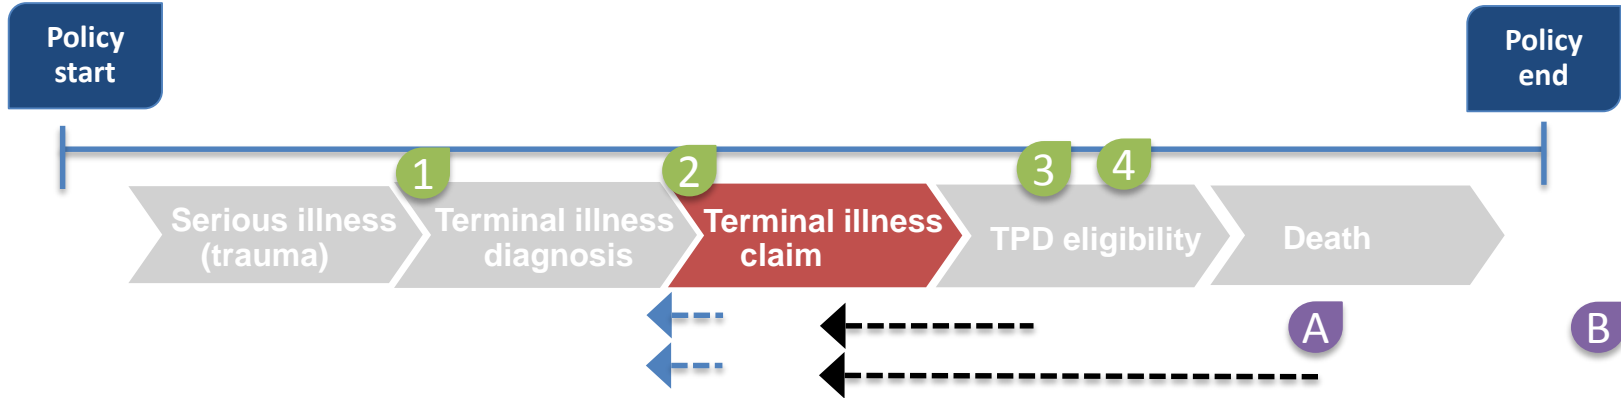 Policy
start
Policy
end
1
2
3
4
Serious illness
(trauma)
Terminal illness
diagnosis
Terminal illness
claim
TPD eligibility
Death
A
B